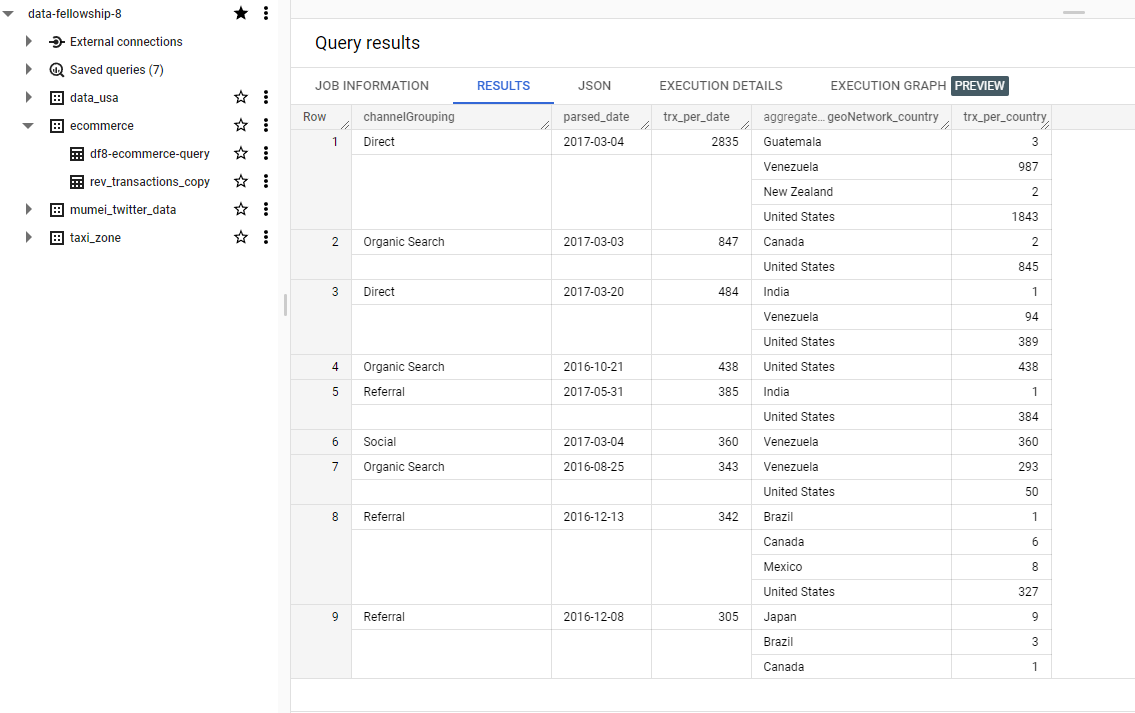 data-fellowship-8
External connections
Saved queries (7)
data_usa
ecommerce
df8-ecommerce-query
rev_transactions_copy
mumei_twitter_data
taxi_zone
Query results
JOB INFORMATION RESULTS JSON EXECUTION DETAILS EXECUTION GRAPH PREVIEW
Row channelGrouping parsed_date trx_per_date aggregate... geoNetwork_country trx_per_country
1 Direct 2017-03-04 2835 Guatemala 3
Venezuela 987
New Zealand 2
United States 1843
2 Organic Search 2017-03-03 847 Canada 2
United States 845
3 Direct 2017-03-20 484 India 1
Venezuela 94
United States 389
4 Organic Search 2016-10-21 438 United States 438
5 Referral 2017-05-31 385 India 1
United States 384
6 Social 2017-03-04 360 Venezuela 360
7 Organic Search 2016-08-25 343 Venezuela 293
United States 50
8 Referral 2016-12-13 342 Brazil 1
Canada 6
Mexico 8
United States 327
9 Referral 2016-12-08 305 Japan 9
Brazil 3
Canada 1